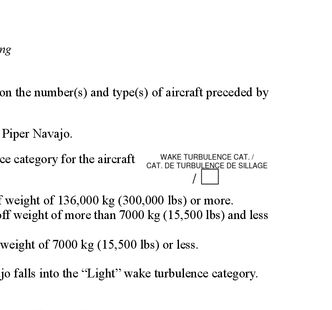 ng
on the number(s) and type(s) of aircraft preceded by
Piper Navajo.
ce category for the aircraft
WAKE TURBULENCE CAT. /
CAT. DE TURBULENCE DE SILLAGE
/
f weight of 136,000 kg (300,000 lbs) or more.
off weight of more than 7000 kg (15,500 lbs) and less
weight of 7000 kg (15,500 lbs) or less.
jo falls into the “Light” wake turbulence category.